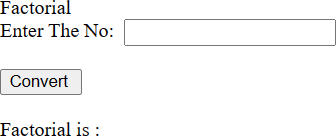 Factorial
Enter The No:
Convert
Factorial is :